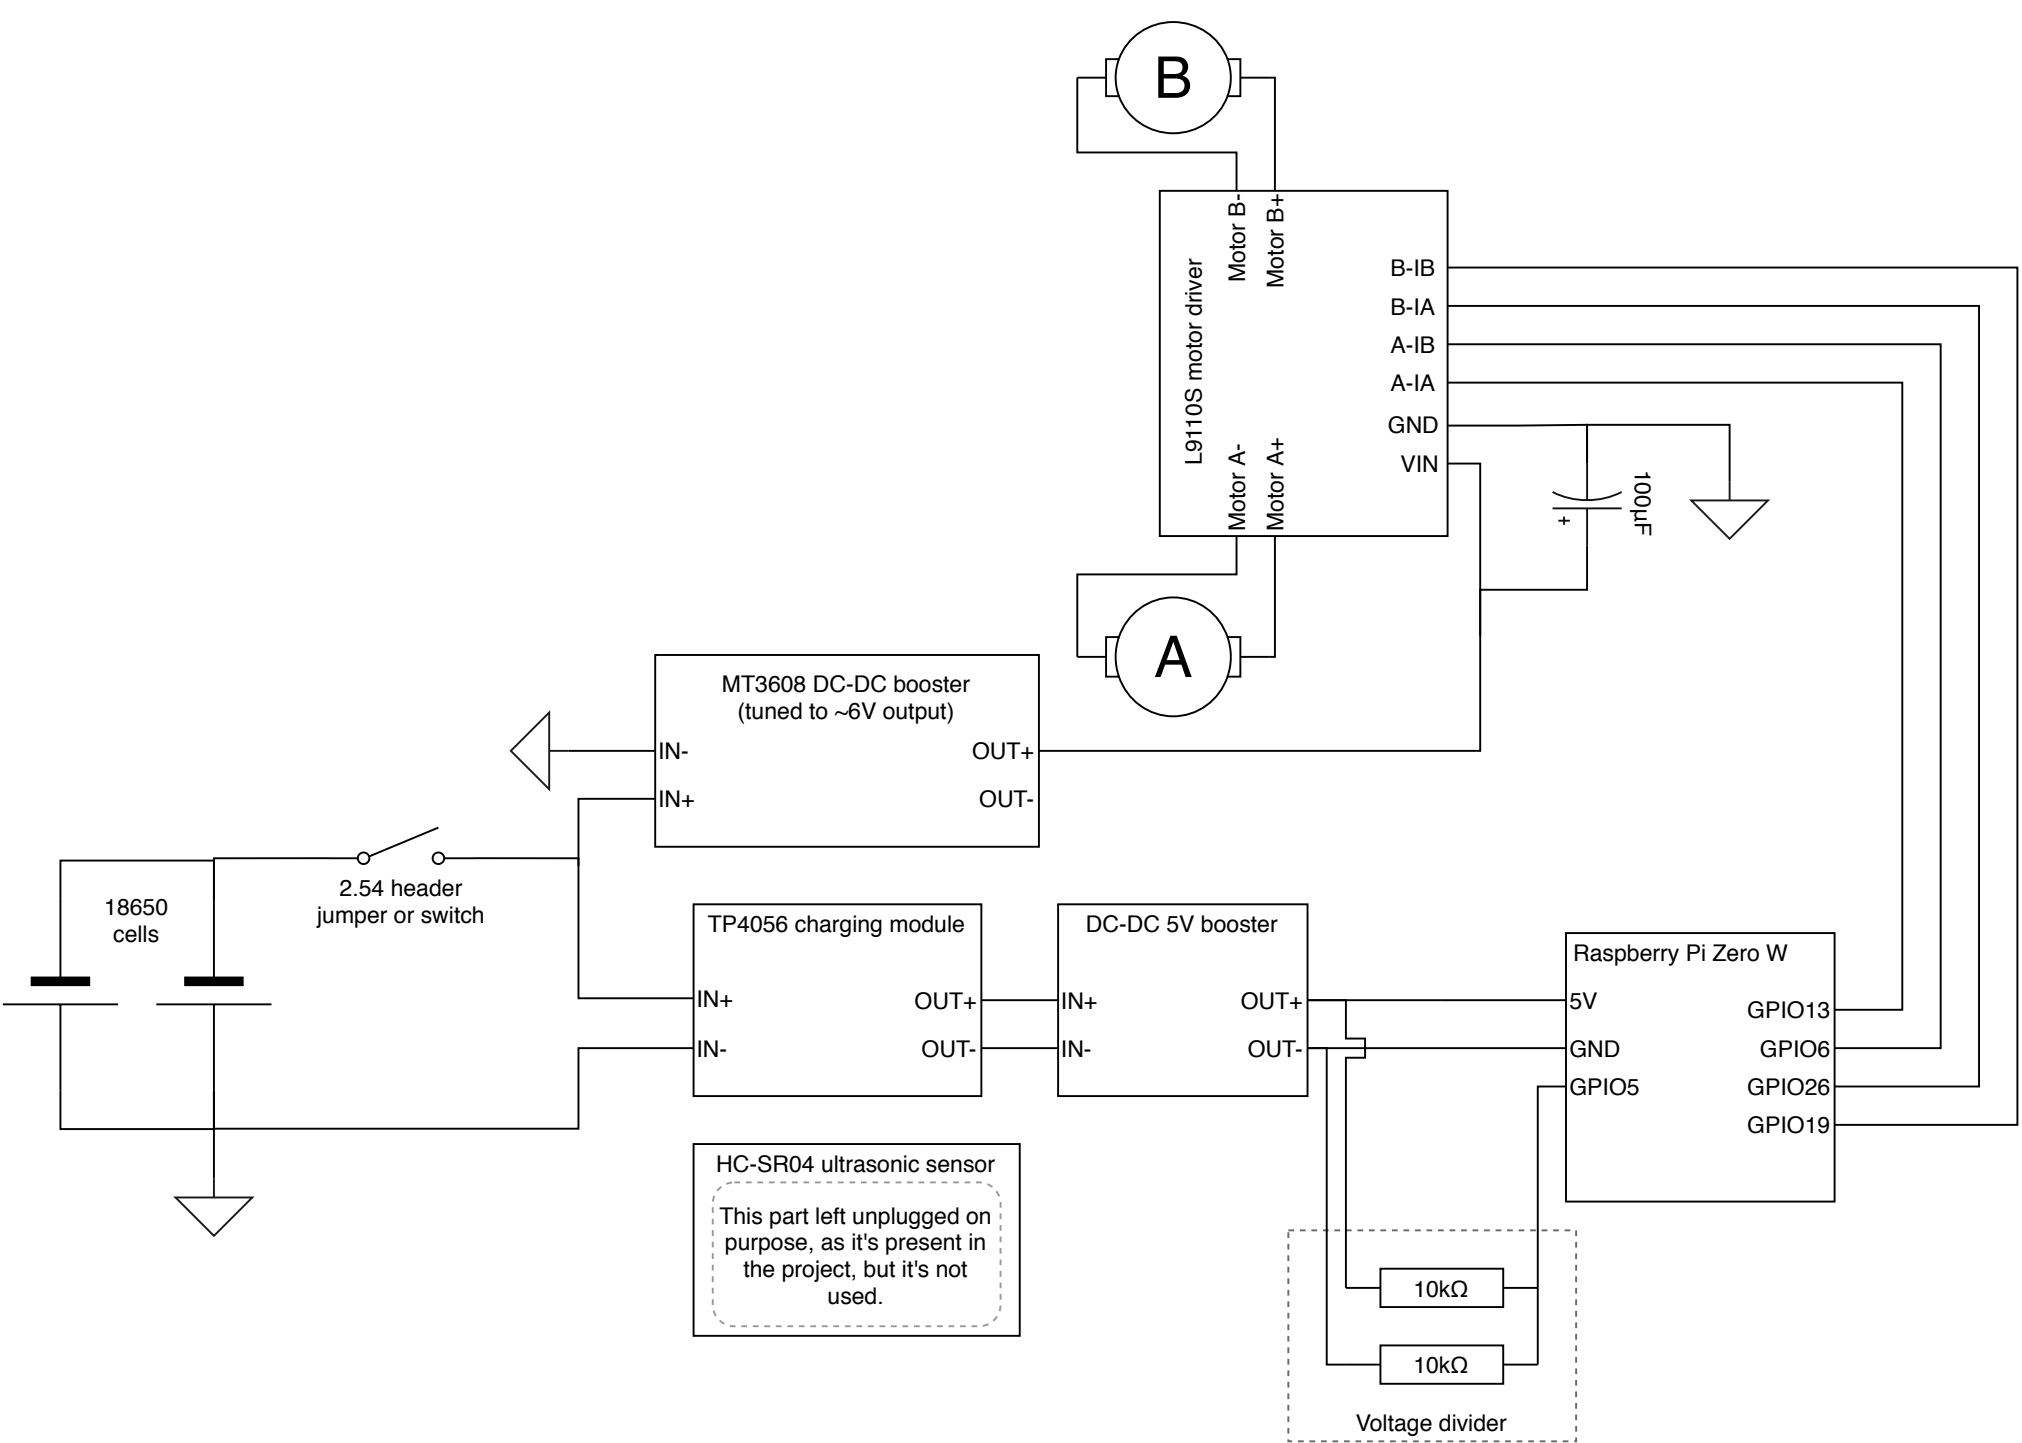 B
Motor B-
Motor B+
L9110S motor driver
B-IB
B-IA
A-IB
A-IA
GND
VIN
Motor A-
Motor A+
100µF
+
A
MT3608 DC-DC booster
(tuned to ~6V output)
IN-
OUT+
IN+
OUT-
2.54 header
jumper or switch
18650
cells
TP4056 charging module
IN+
OUT+
IN-
OUT-
DC-DC 5V booster
IN+
OUT+
IN-
OUT-
Raspberry Pi Zero W
5V
GPIO13
GND
GPIO6
GPIO5
GPIO26
GPIO19
HC-SR04 ultrasonic sensor
This part left unplugged on
purpose, as it's present in
the project, but it's not
used.
10kΩ
10kΩ
Voltage divider